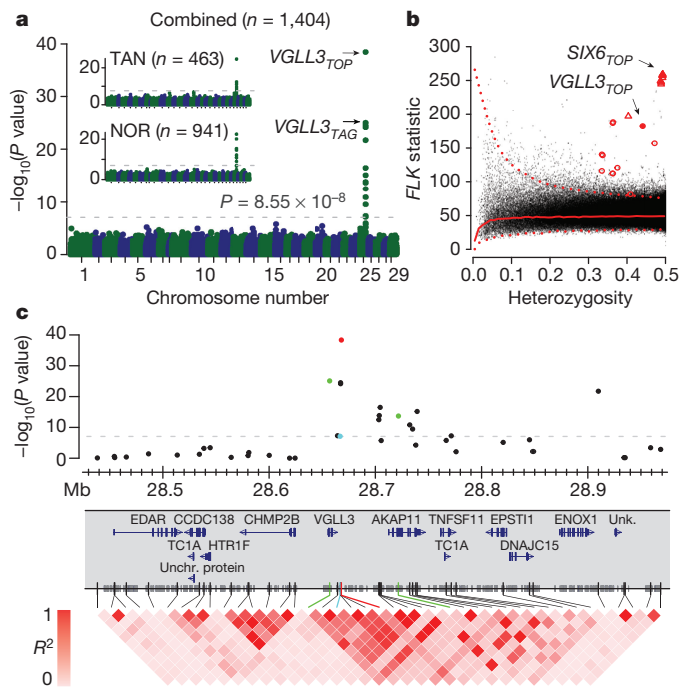 a
Combined (n = 1,404)
40
30
20
10
0
−log10(P value)
TAN (n = 463)
20
0
NOR (n = 941)
20
0
VGLL3TOP
VGLL3TAG
P = 8.55 × 10−8
1 5 10 15 20 25 29
Chromosome number
b
300
250
200
150
100
50
0
FLK statistic
SIX6TOP
VGLL3TOP
0.0 0.1 0.2 0.3 0.4 0.5
Heterozygosity
c
40
30
20
10
0
−log10(P value)
Mb 28.5 28.6 28.7 28.8 28.9
EDAR CCDC138 CHMP2B VGLL3 AKAP11 TNFSF11 EPSTI1 ENOX1 Unk.
TC1A HTR1F TC1A DNAJC15
Unchr. protein
1
R2
0